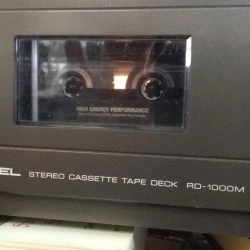 HIGH ENERGY PERFORMANCE
EL STEREO CASSETTE TAPE DECK RD-1000M